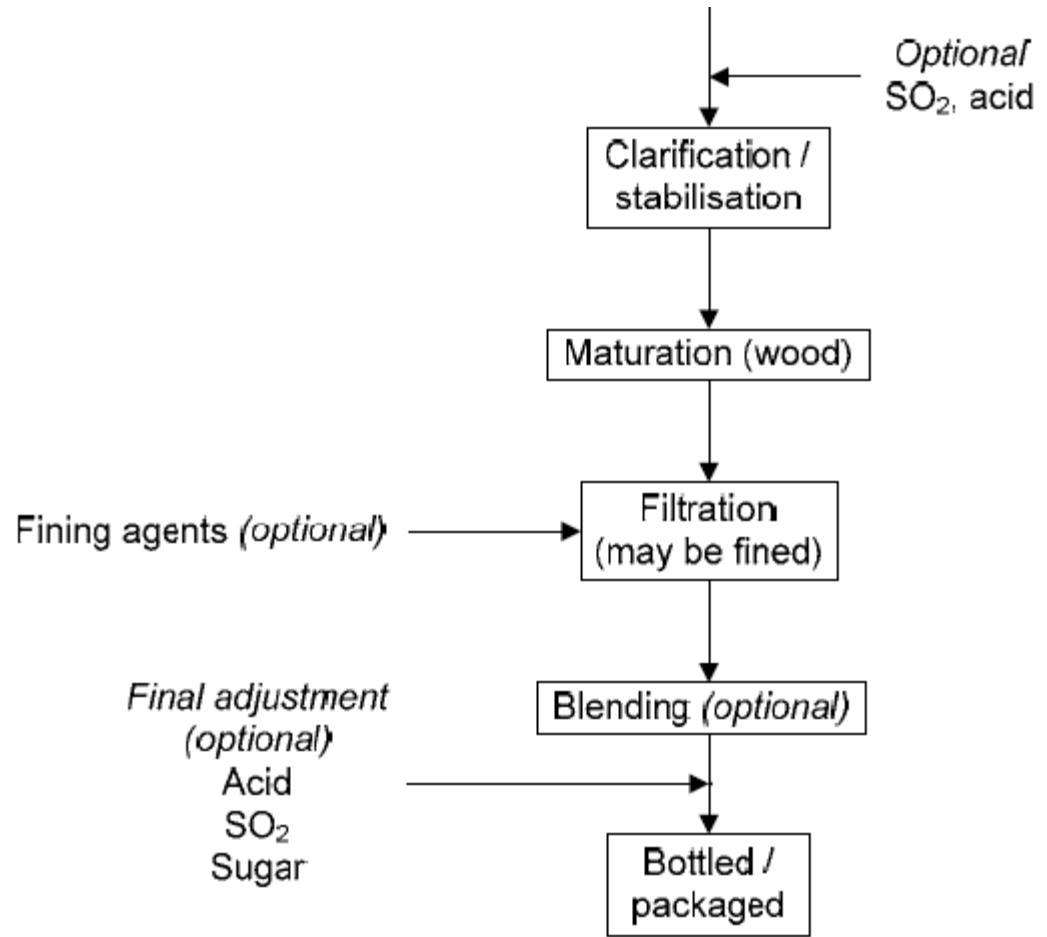 Optional
SO₂, acid
Clarification /
stabilisation
Maturation (wood)
Filtration
(may be fined)
Fining agents (optional)
Blending (optional)
Final adjustment
(optional)
Acid
SO₂
Sugar
Bottled /
packaged